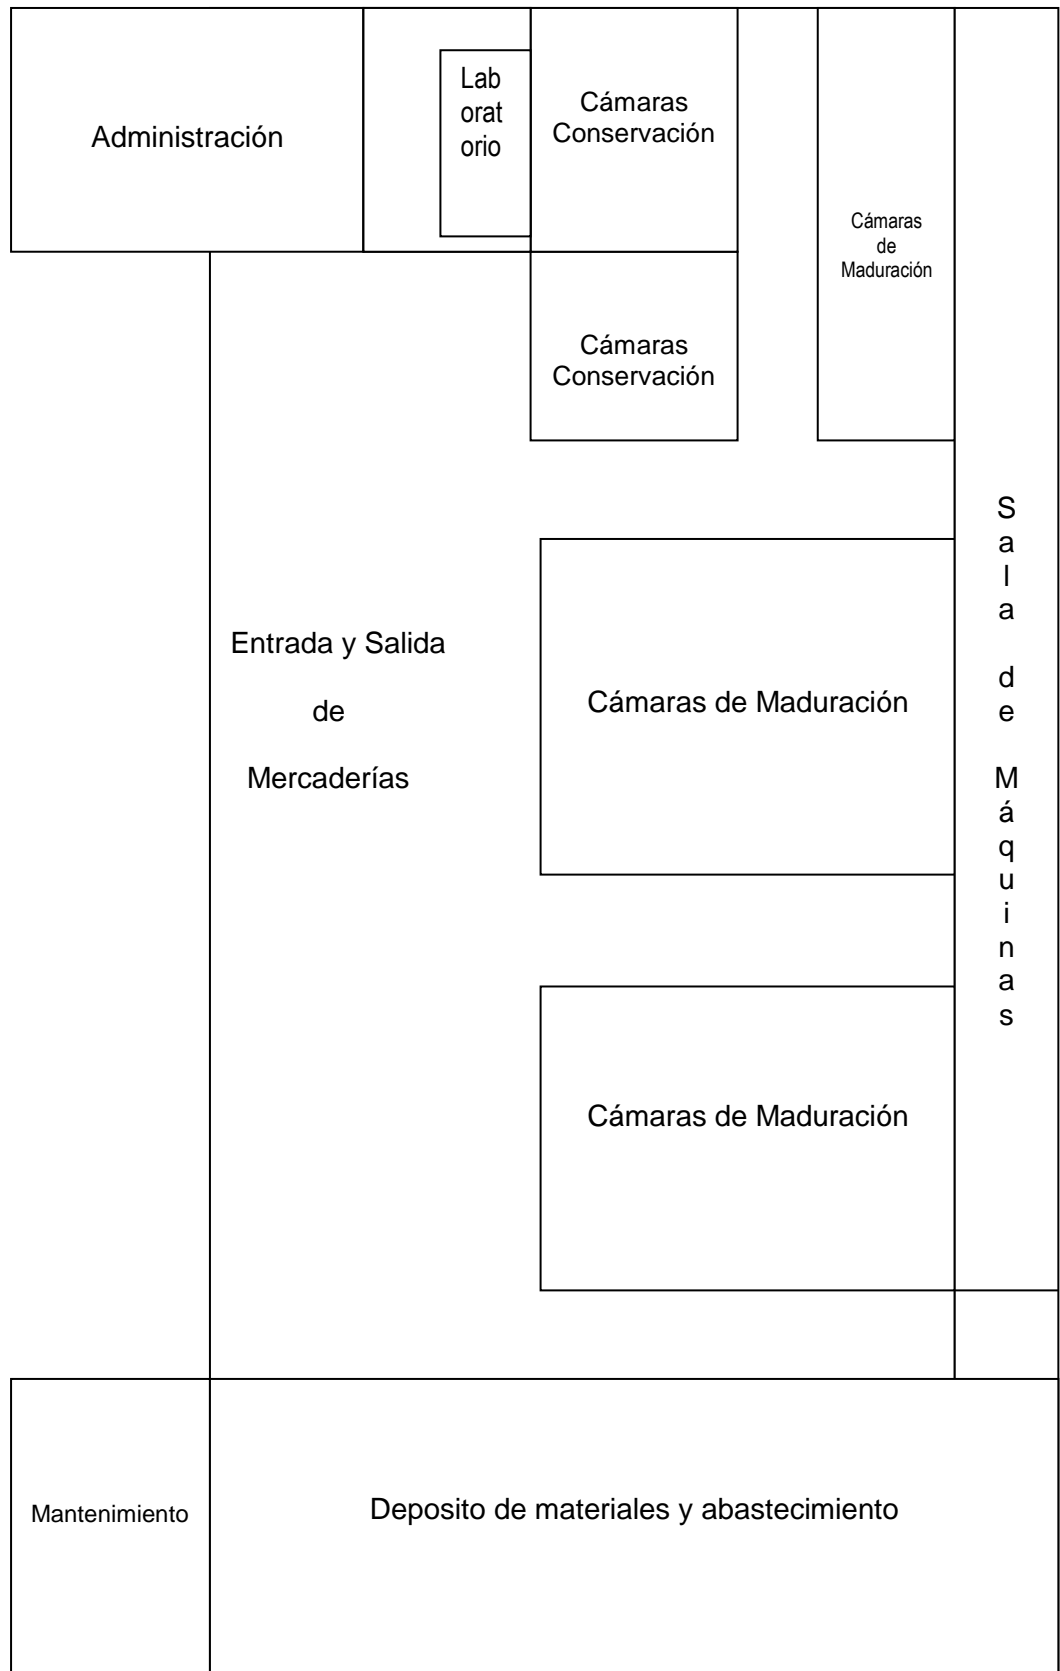 Administración
Lab
orat
orio
Cámaras
Conservación
Cámaras
de
Maduración
Cámaras
Conservación
S
a
l
a
d
e
M
á
q
u
i
n
a
s
Entrada y Salida
de
Mercaderías
Cámaras de Maduración
Cámaras de Maduración
Mantenimiento
Deposito de materiales y abastecimiento